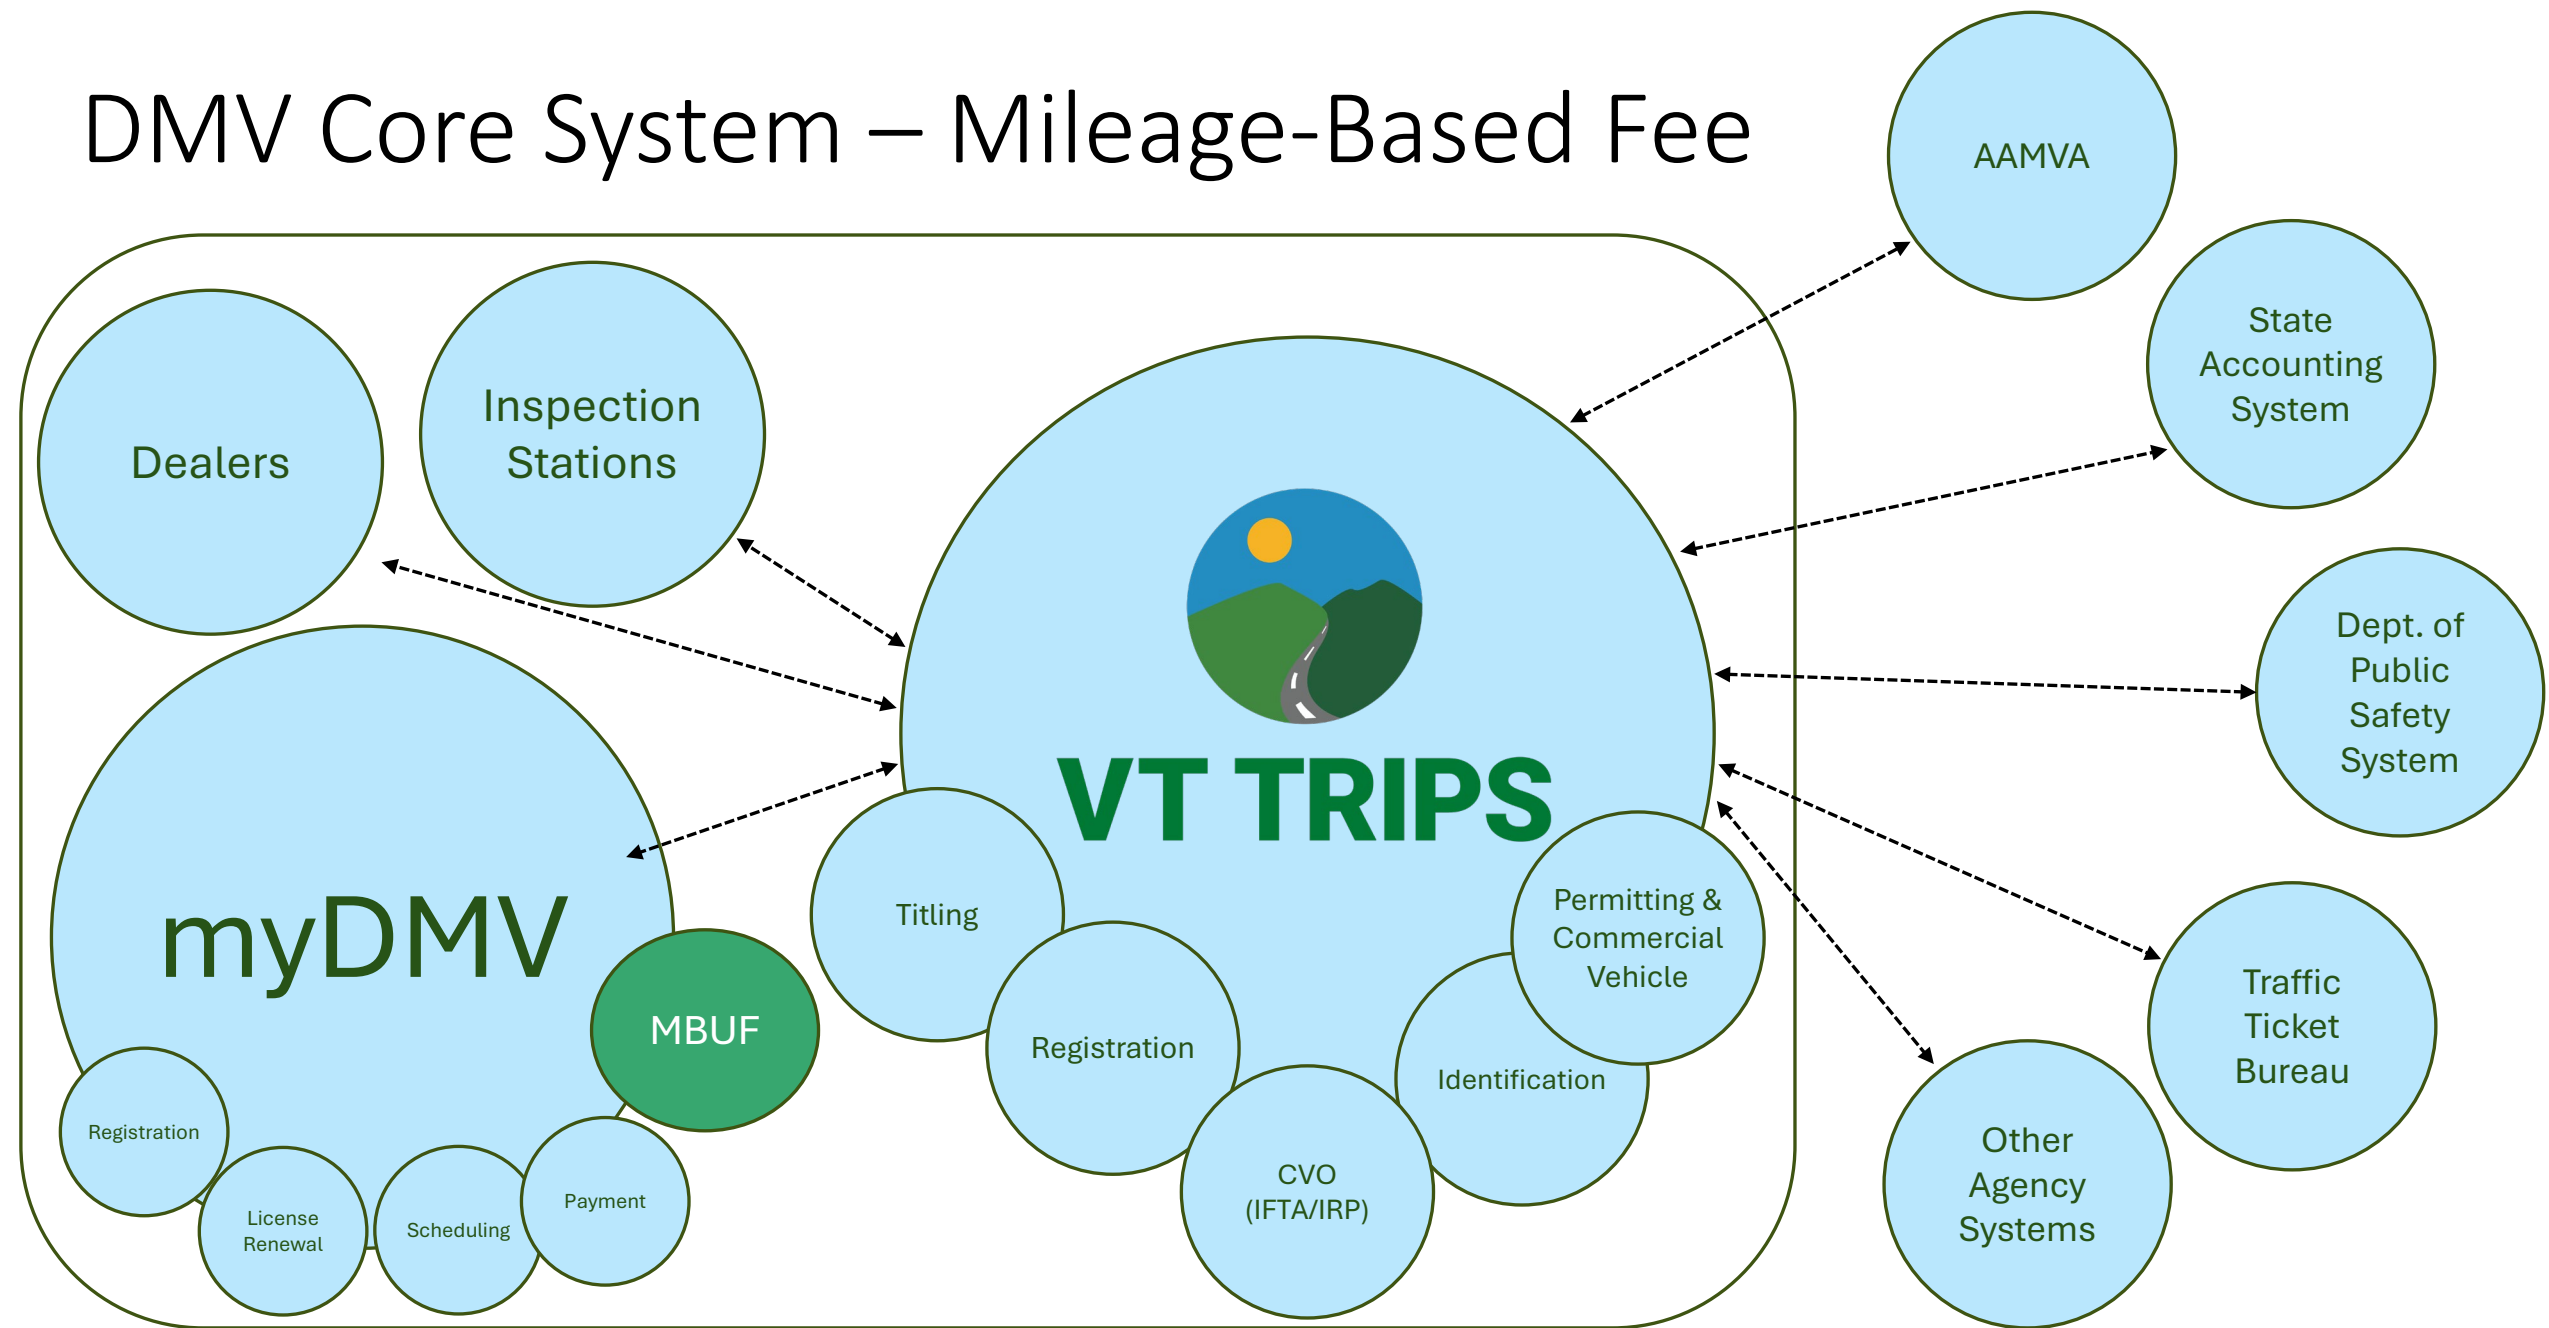 DMV Core System – Mileage-Based Fee
AAMVA
State
Accounting
System
Dealers
Inspection
Stations
Dept. of
Public
Safety
System
VT TRIPS
myDMV
MBUF
Titling
Registration
CVO
(IFTA/IRP)
Identification
Permitting &
Commercial
Vehicle
Registration
License
Renewal
Scheduling
Payment
Traffic
Ticket
Bureau
Other
Agency
Systems